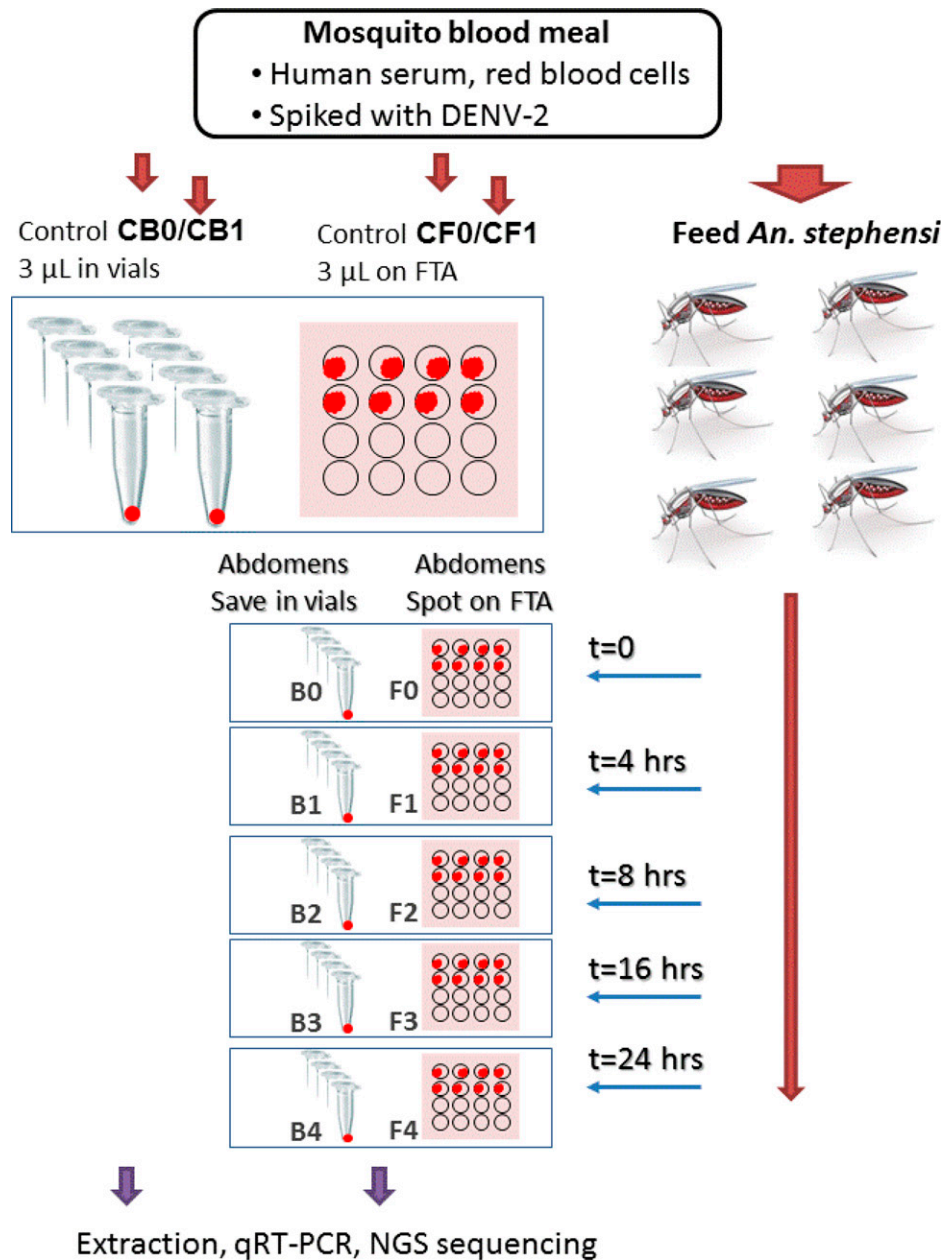 Mosquito blood meal
• Human serum, red blood cells
• Spiked with DENV-2
Control CB0/CB1
3 µL in vials
Control CF0/CF1
3 µL on FTA
Feed An. stephensi
Abdomens
Save in vials
Abdomens
Spot on FTA
B0 F0 t=0
B1 F1 t=4 hrs
B2 F2 t=8 hrs
B3 F3 t=16 hrs
B4 F4 t=24 hrs
Extraction, qRT-PCR, NGS sequencing